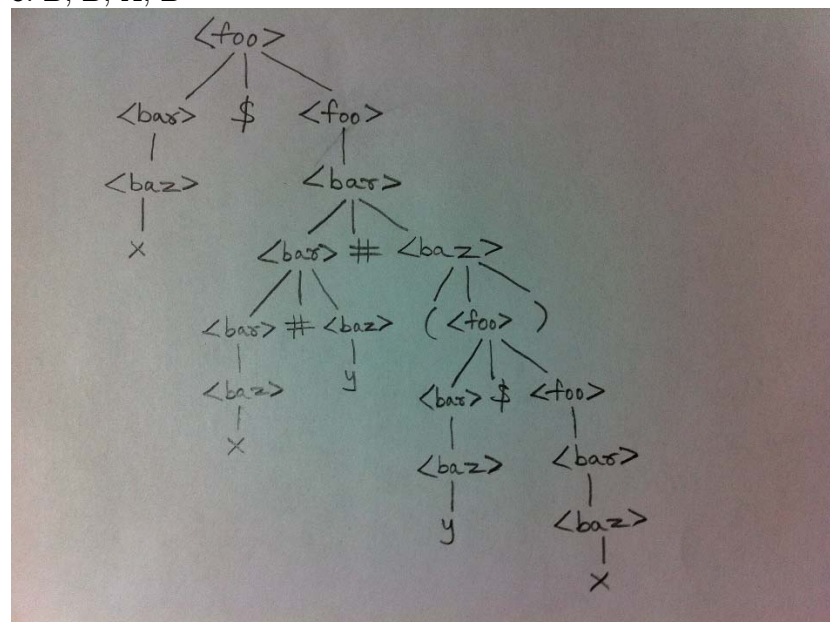 <foo>
<bar> $ <foo>
<baz> <bar>
x <bar> # <baz>
<bar> # <baz> ( <foo> )
<baz> y <bar> $ <foo>
x <baz> <bar>
y <baz>
x